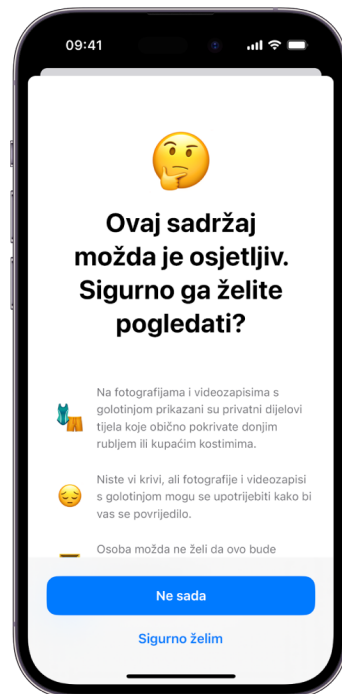 09:41
Ovaj sadržaj
možda je osjetljiv.
Sigurno ga želite
pogledati?
Na fotografijama i videozapisima s
golotinjom prikazani su privatni dijelovi
tijela koje obično pokrivate donjim
rubljem ili kupaćim kostimima.
Niste vi krivi, ali fotografije i videozapisi
s golotinjom mogu se upotrijebiti kako bi
vas se povrijedilo.
Osoba možda ne želi da ovo bude
Ne sada
Sigurno želim